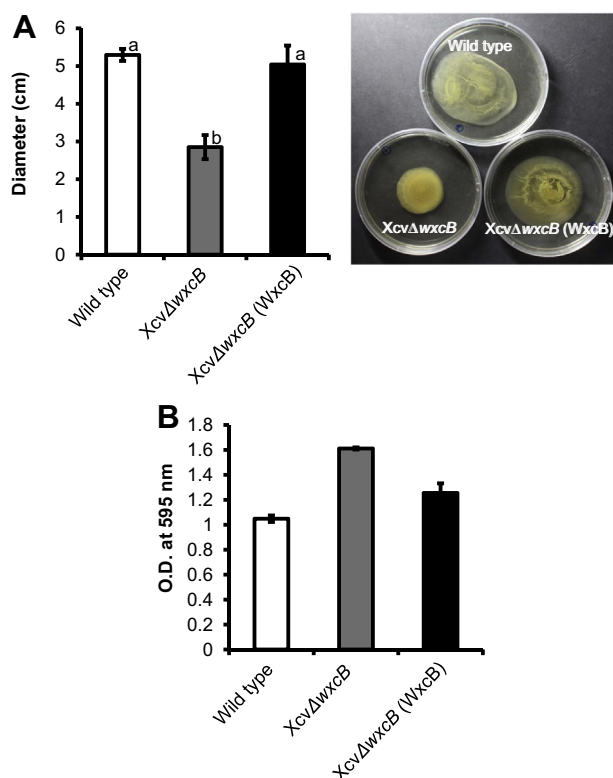 A
Diameter (cm)
6
5
4
3
2
1
0
a
b
a
Wild type
XcvΔwxcB
XcvΔwxcB (WxcB)
Wild type
XcvΔwxcB
XcvΔwxcB (WxcB)
B
O.D. at 595 nm
1.8
1.6
1.4
1.2
1
0.8
0.6
0.4
0.2
0
Wild type
XcvΔwxcB
XcvΔwxcB (WxcB)